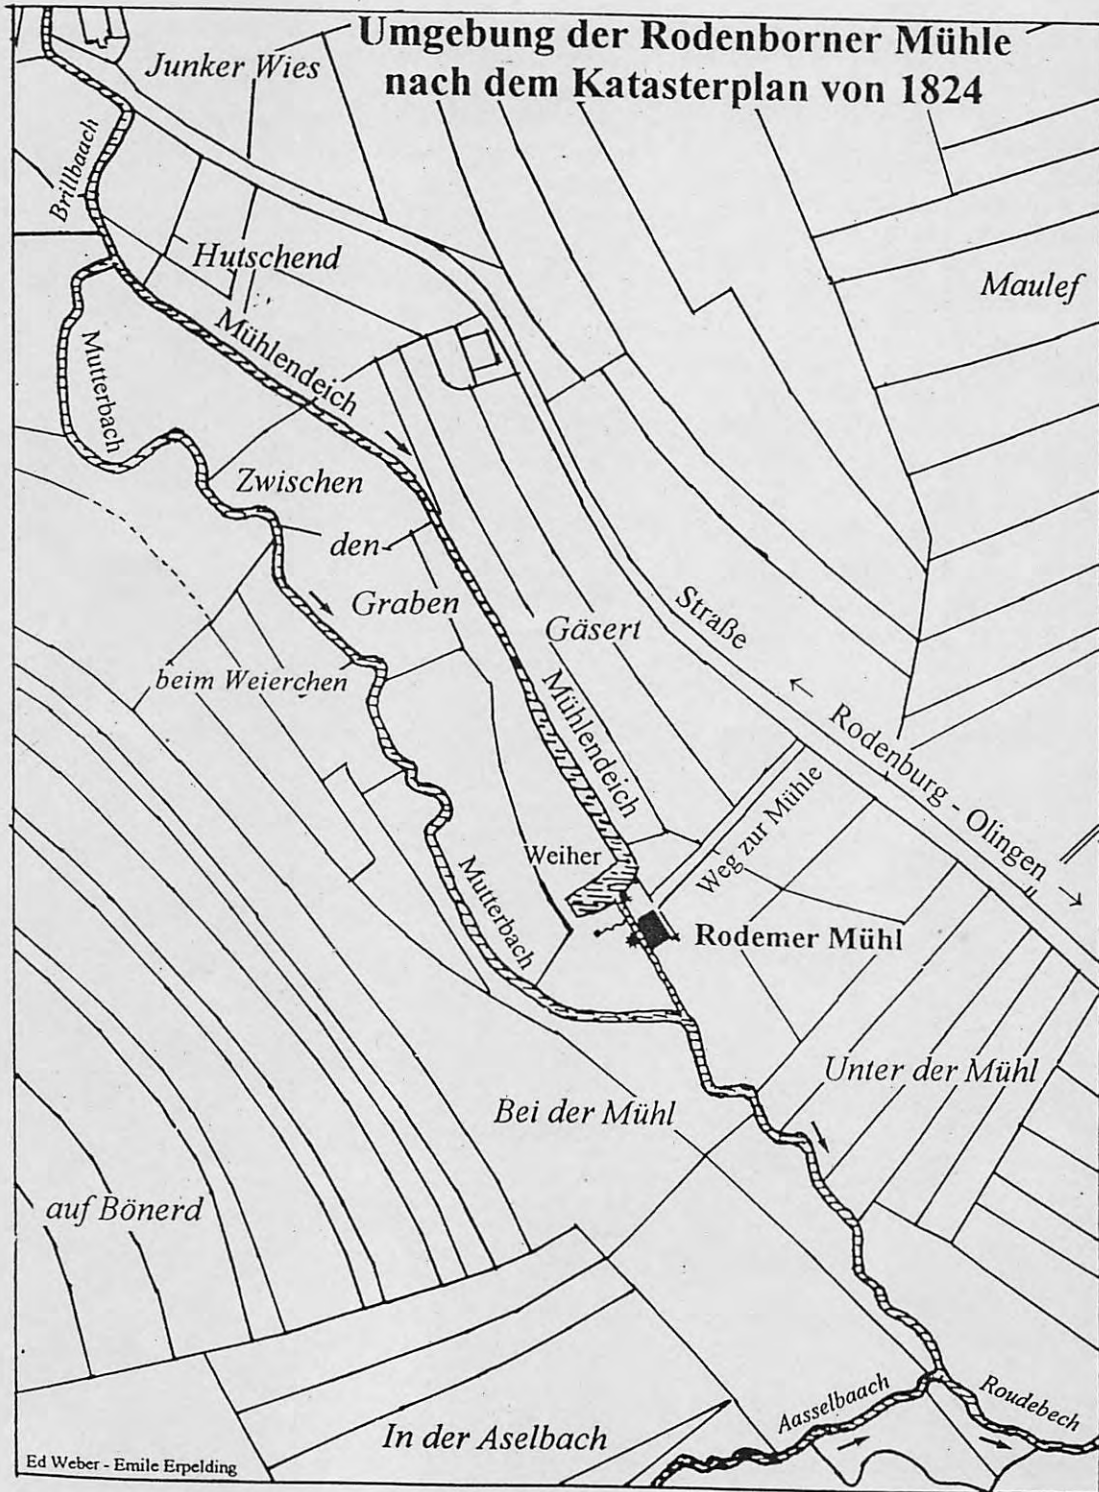 Umgebung der Rodenborner Mühle
nach dem Katasterplan von 1824
Junker Wies
Brillbauch
Hutschend
Maulef
Mühlendeich
Mutterbach
Zwischen
den
Graben
Gäsert
Straße
beim Weierchen
Mühlendeich
← Rodenburg - Olingen →
Weg zur Mühle
Weiher
Mutterbach
Rodemer Mühl
Unter der Mühl
Bei der Mühl
auf Bönerd
Aasselbaach
Roudebech
In der Aselbach
Ed Weber - Emile Erpelding